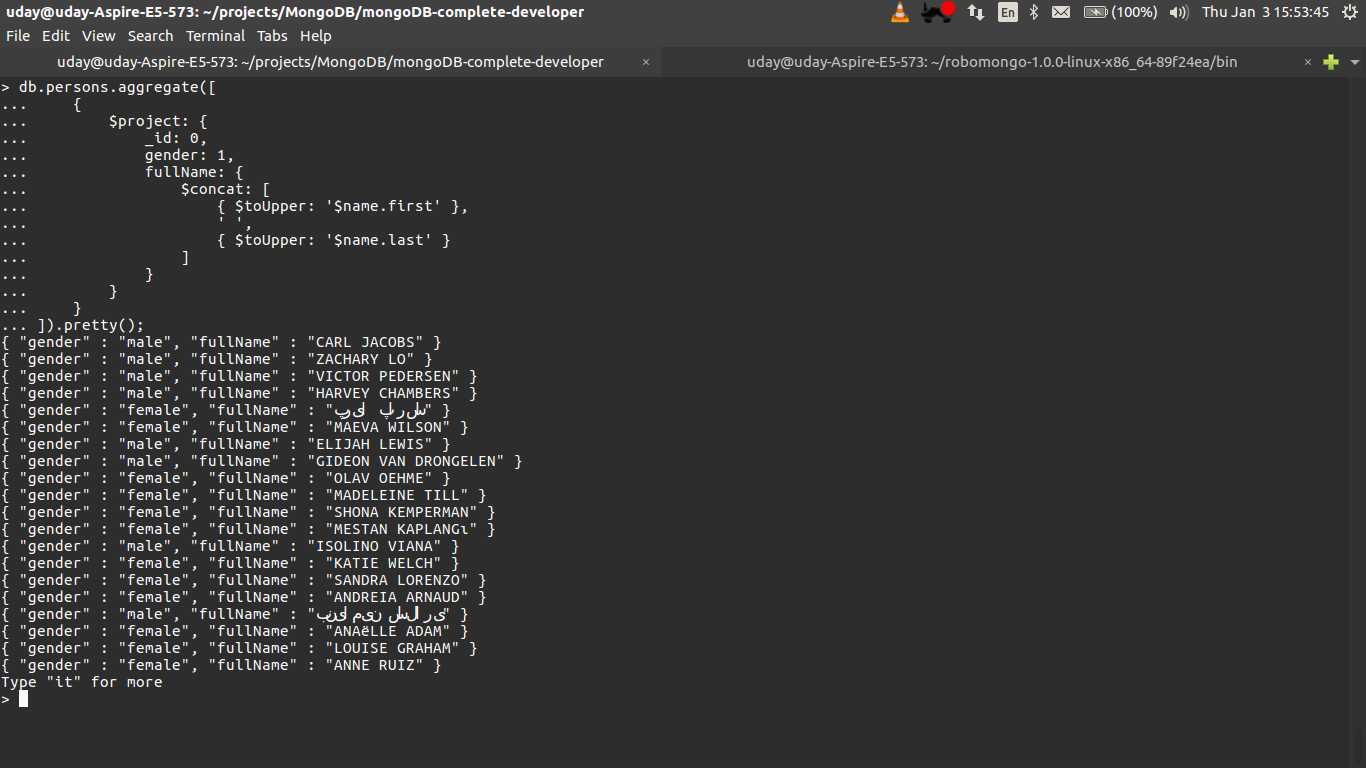 uday@uday-Aspire-E5-573: ~/projects/MongoDB/mongoDB-complete-developer
En
(100%)
Thu Jan 3 15:53:45
File Edit View Search Terminal Tabs Help
uday@uday-Aspire-E5-573: ~/projects/MongoDB/mongoDB-complete-developer ×
uday@uday-Aspire-E5-573: ~/robomongo-1.0.0-linux-x86_64-89f24ea/bin ×
> db.persons.aggregate([
... {
... $project: {
... _id: 0,
... gender: 1,
... fullName: {
... $concat: [
... { $toUpper: '$name.first' },
... ' ',
... { $toUpper: '$name.last' }
... ]
... }
... }
... }
... ]).pretty();
{ "gender" : "male", "fullName" : "CARL JACOBS" }
{ "gender" : "male", "fullName" : "ZACHARY LO" }
{ "gender" : "male", "fullName" : "VICTOR PEDERSEN" }
{ "gender" : "male", "fullName" : "HARVEY CHAMBERS" }
{ "gender" : "female", "fullName" : "" }
{ "gender" : "female", "fullName" : "MAEVA WILSON" }
{ "gender" : "male", "fullName" : "ELIJAH LEWIS" }
{ "gender" : "male", "fullName" : "GIDEON VAN DRONGELEN" }
{ "gender" : "female", "fullName" : "OLAV OEHME" }
{ "gender" : "female", "fullName" : "MADELEINE TILL" }
{ "gender" : "female", "fullName" : "SHONA KEMPERMAN" }
{ "gender" : "female", "fullName" : "MESTAN KAPLANGı" }
{ "gender" : "male", "fullName" : "ISOLINO VIANA" }
{ "gender" : "female", "fullName" : "KATIE WELCH" }
{ "gender" : "female", "fullName" : "SANDRA LORENZO" }
{ "gender" : "female", "fullName" : "ANDREIA ARNAUD" }
{ "gender" : "male", "fullName" : "" }
{ "gender" : "female", "fullName" : "ANAëLLE ADAM" }
{ "gender" : "female", "fullName" : "LOUISE GRAHAM" }
{ "gender" : "female", "fullName" : "ANNE RUIZ" }
Type "it" for more
>